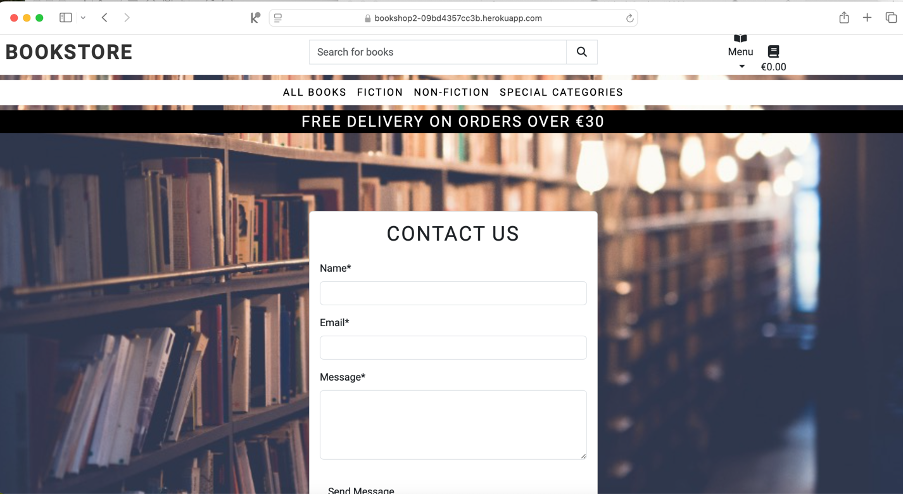 bookshop2-09bd4357cc3b.herokuapp.com
BOOKSTORE
Search for books
Menu
€0.00
ALL BOOKS FICTION NON-FICTION SPECIAL CATEGORIES
FREE DELIVERY ON ORDERS OVER €30
CONTACT US
Name*
Email*
Message*
Send Message